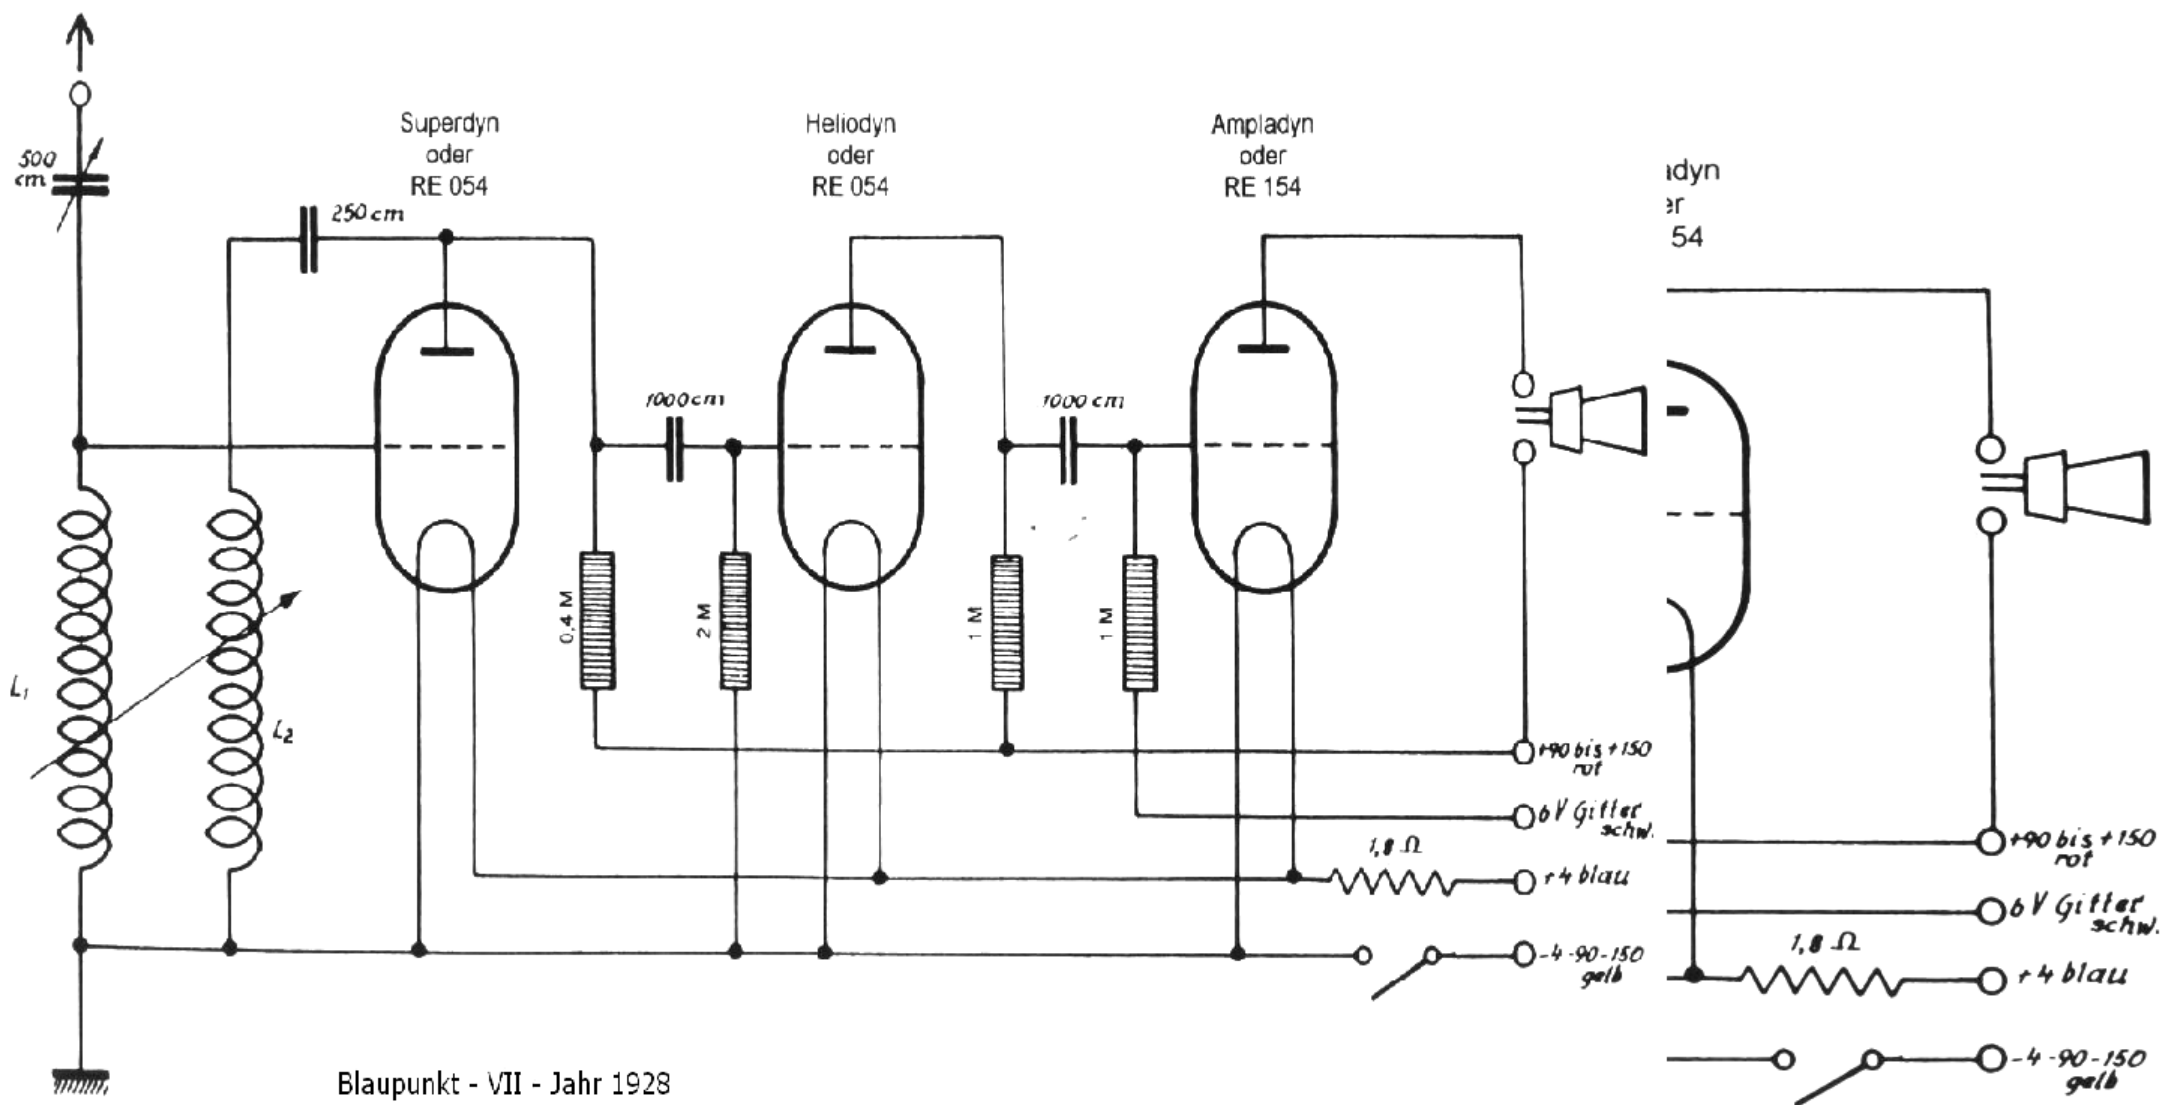 Superdyn
oder
RE 054
Heliodyn
oder
RE 054
Ampladyn
oder
RE 154
adyn
er
54
500
cm
250 cm
1000 cm
1000 cm
0,4 M
2 M
1 M
1 M
L1
L2
+90 bis +150
rot
6V Gitter
schw.
1,8 Ω
+4 blau
-4 -90 -150
gelb
+90 bis +150
rot
6V Gitter
schw.
1,8 Ω
+4 blau
-4 -90 -150
gelb
Blaupunkt - VII - Jahr 1928